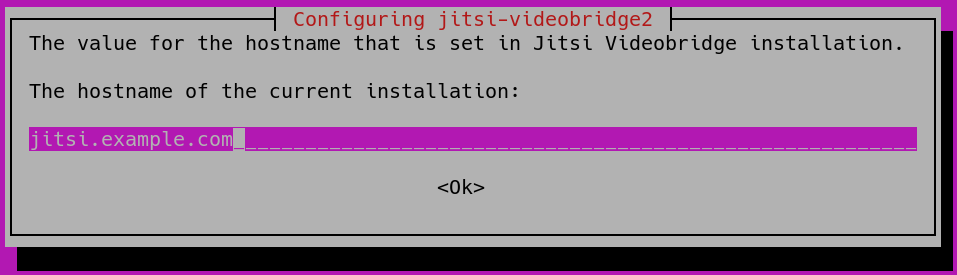 Configuring jitsi-videobridge2
The value for the hostname that is set in Jitsi Videobridge installation.
The hostname of the current installation:
jitsi.example.com
<Ok>